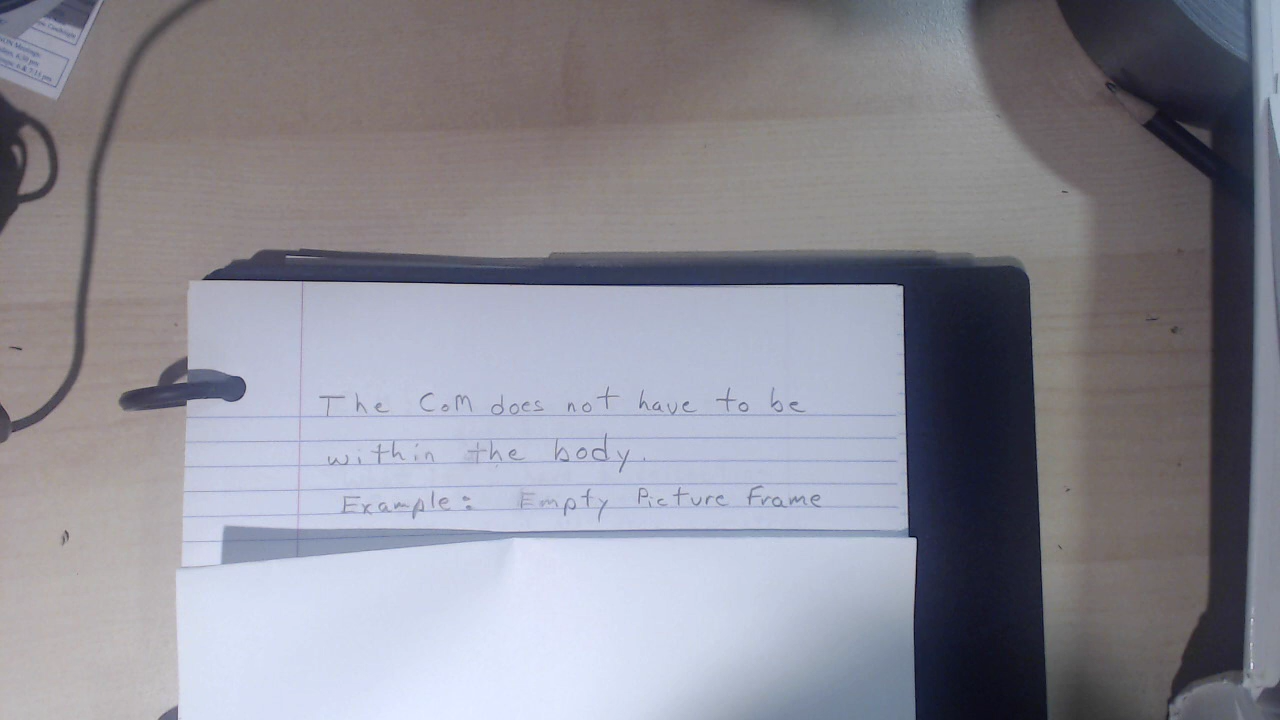 The CoM does not have to be
within the body.
Example: Empty Picture Frame